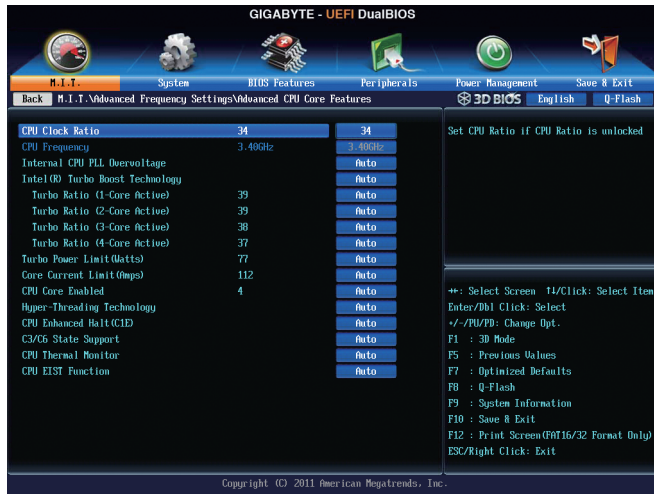 GIGABYTE - UEFI DualBIOS
M.I.T. System BIOS Features Peripherals Power Management Save & Exit
Back M.I.T.\Advanced Frequency Settings\Advanced CPU Core Features 3D BIOS English Q-Flash
CPU Clock Ratio 34 34
CPU Frequency 3.40GHz 3.40GHz
Internal CPU PLL Overvoltage Auto
Intel(R) Turbo Boost Technology Auto
Turbo Ratio (1-Core Active) 39 Auto
Turbo Ratio (2-Core Active) 39 Auto
Turbo Ratio (3-Core Active) 38 Auto
Turbo Ratio (4-Core Active) 37 Auto
Turbo Power Limit(Watts) 77 Auto
Core Current Limit(Amps) 112 Auto
CPU Core Enabled 4 Auto
Hyper-Threading Technology Auto
CPU Enhanced Halt(C1E) Auto
C3/C6 State Support Auto
CPU Thermal Monitor Auto
CPU EIST Function Auto
Set CPU Ratio if CPU Ratio is unlocked
↔: Select Screen ↑↓/Click: Select Item
Enter/Dbl Click: Select
+/-/PU/PD: Change Opt.
F1 : 3D Mode
F5 : Previous Values
F7 : Optimized Defaults
F8 : Q-Flash
F9 : System Information
F10 : Save & Exit
F12 : Print Screen(FAT16/32 Format Only)
ESC/Right Click: Exit
Copyright (C) 2011 American Megatrends, Inc.